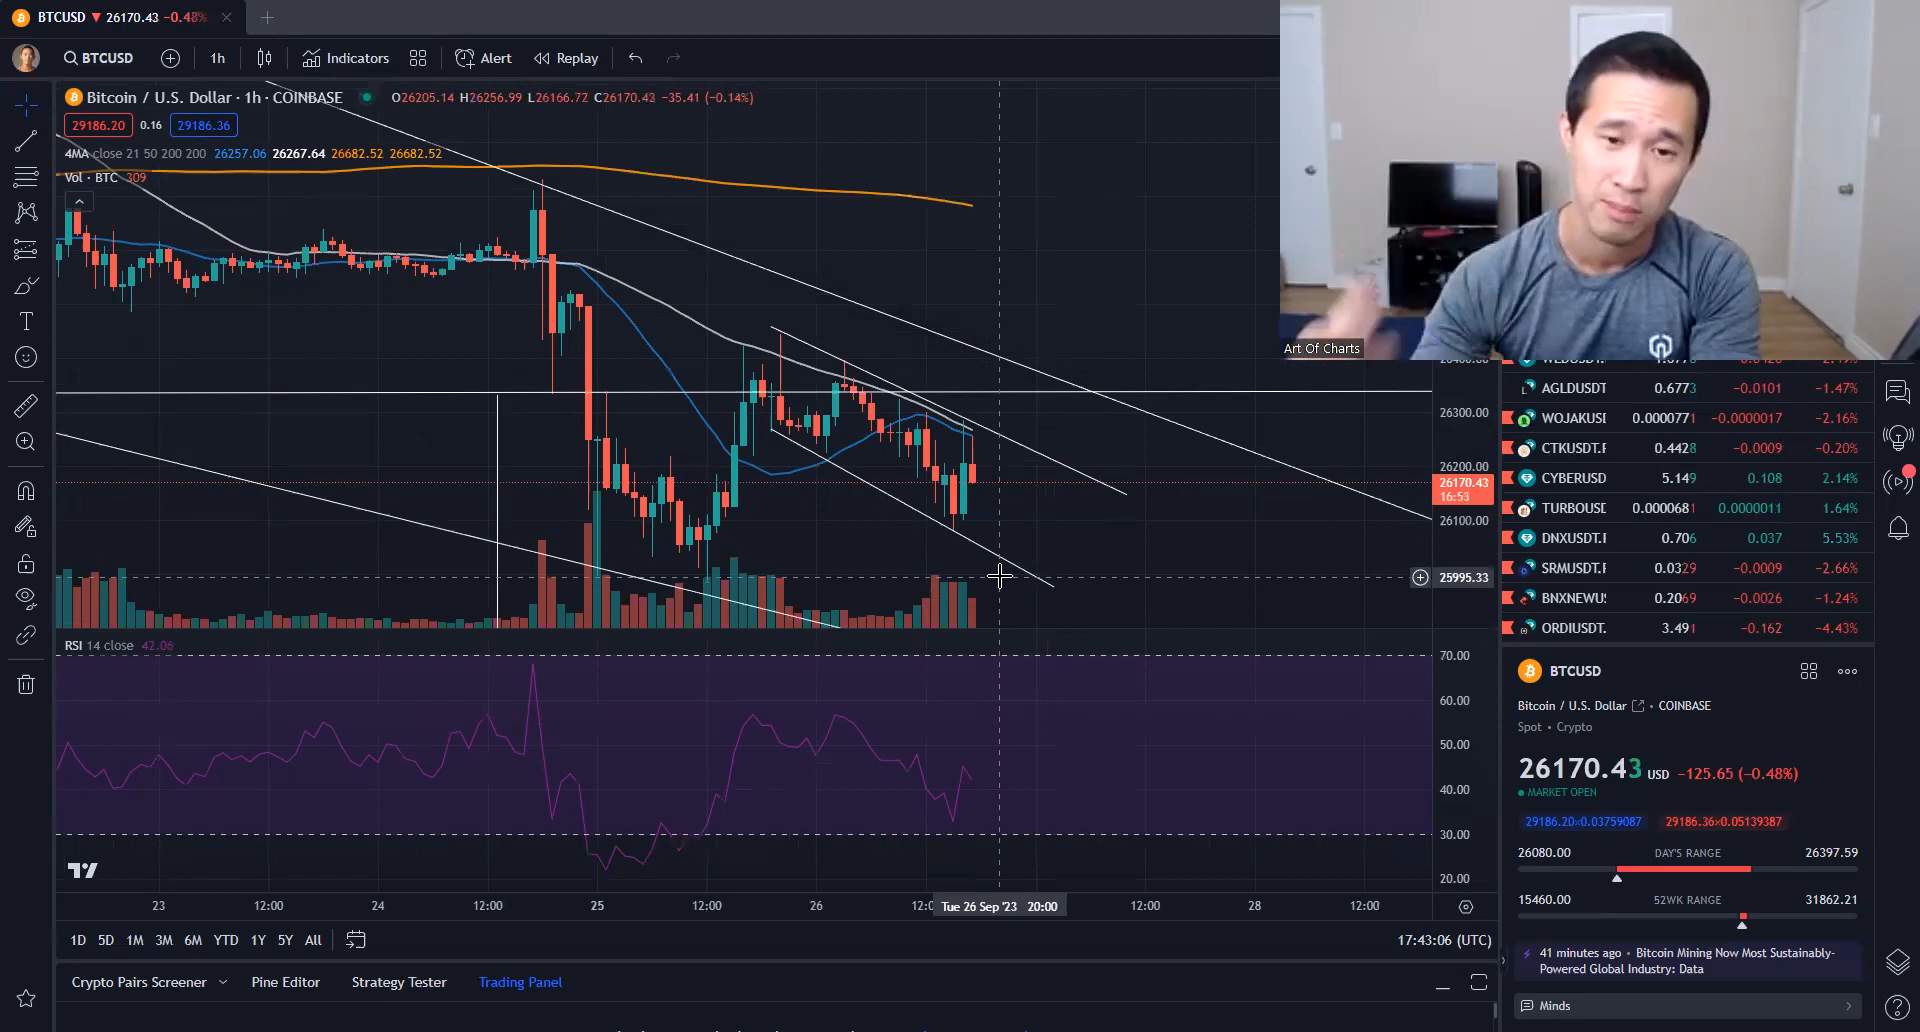 BTCUSD ▼ 26170.43 −0.48%
BTCUSD 1h Indicators Alert Replay
Bitcoin / U.S. Dollar · 1h · COINBASE O26205.14 H26256.99 L26166.72 C26170.43 −35.41 (−0.14%)
29186.20 0.16 29186.36
4MA close 21 50 200 200 26257.06 26267.64 26682.52 26682.52
Vol · BTC 309
Art Of Charts
26300.00
26200.00
26170.43
16:53
26100.00
25995.33
AGLDUSDT 0.6773 −0.0101 −1.47%
WOJAKUSI 0.0000771 −0.0000017 −2.16%
CTKUSDT.F 0.4428 −0.0009 −0.20%
CYBERUSD 5.149 0.108 2.14%
TURBOUSD 0.0000681 0.0000011 1.64%
DNXUSDT.I 0.706 0.037 5.53%
SRMUSDT.I 0.0329 −0.0009 −2.66%
BNXNEWU 0.2069 −0.0026 −1.24%
ORDIUSDT. 3.491 −0.162 −4.43%
RSI 14 close 42.06
70.00
60.00
50.00
40.00
30.00
20.00
23 12:00 24 12:00 25 12:00 26 12:0 Tue 26 Sep '23 20:00 12:00 28 12:00
1D 5D 1M 3M 6M YTD 1Y 5Y All 17:43:06 (UTC)
Crypto Pairs Screener Pine Editor Strategy Tester Trading Panel
BTCUSD
Bitcoin / U.S. Dollar • COINBASE
Spot • Crypto
26170.43 USD −125.65 (−0.48%)
MARKET OPEN
29186.20×0.03759087 29186.36×0.05139387
26080.00 DAY'S RANGE 26397.59
15460.00 52WK RANGE 31862.21
41 minutes ago • Bitcoin Mining Now Most Sustainably-
Powered Global Industry: Data
Minds